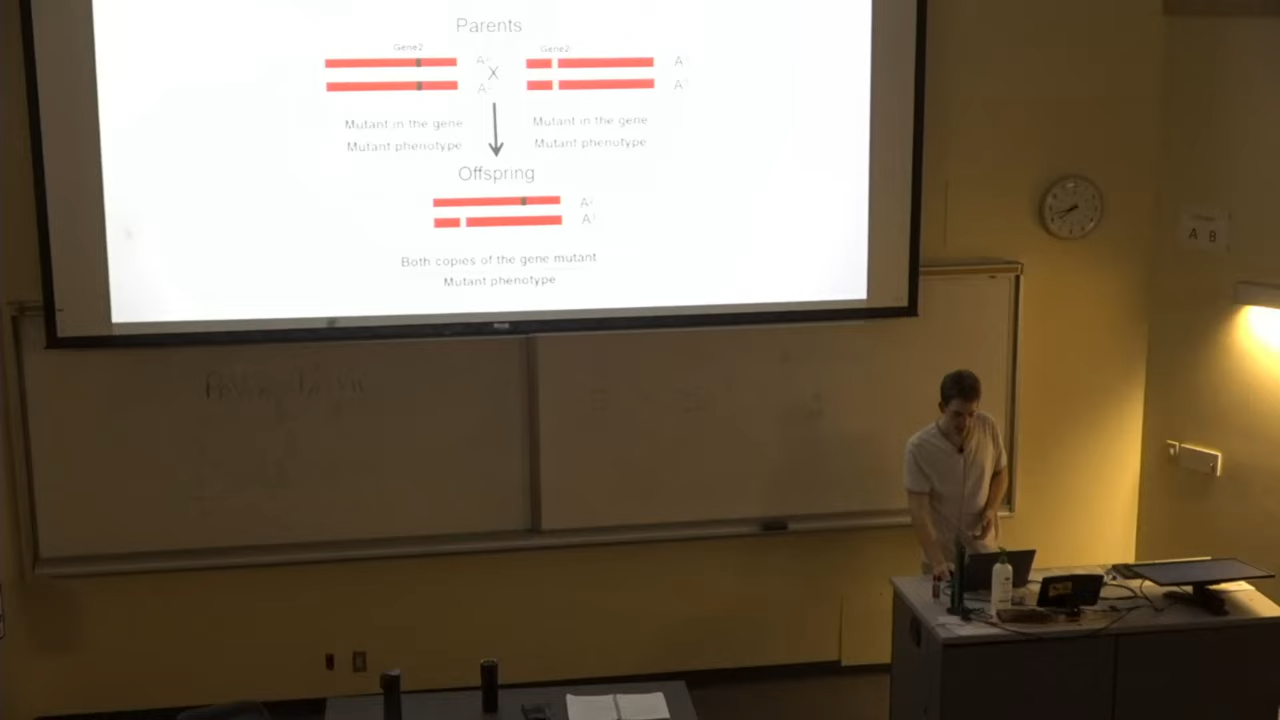 Parents
Gene2 Gene2
X
Mutant in the gene Mutant in the gene
Mutant phenotype Mutant phenotype
Offspring
Both copies of the gene mutant
Mutant phenotype
A B